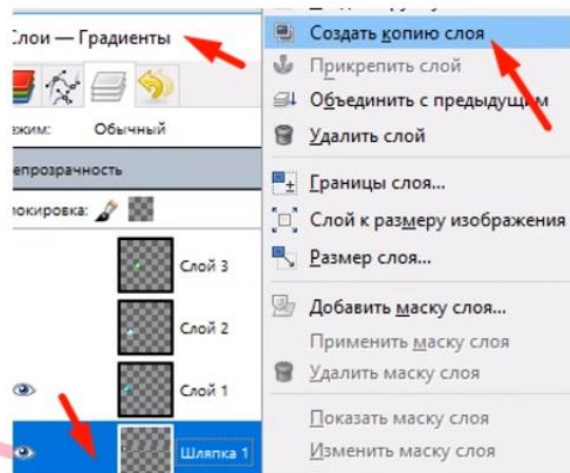 Слои — Градиенты
Обычный
Слой 3
Слой 2
Слой 1
Шляпка 1
Создать копию слоя
Прикрепить слой
Объединить с предыдущим
Удалить слой
Границы слоя...
Слой к размеру изображения
Размер слоя...
Добавить маску слоя...
Применить маску слоя
Удалить маску слоя
Показать маску слоя
Изменить маску слоя